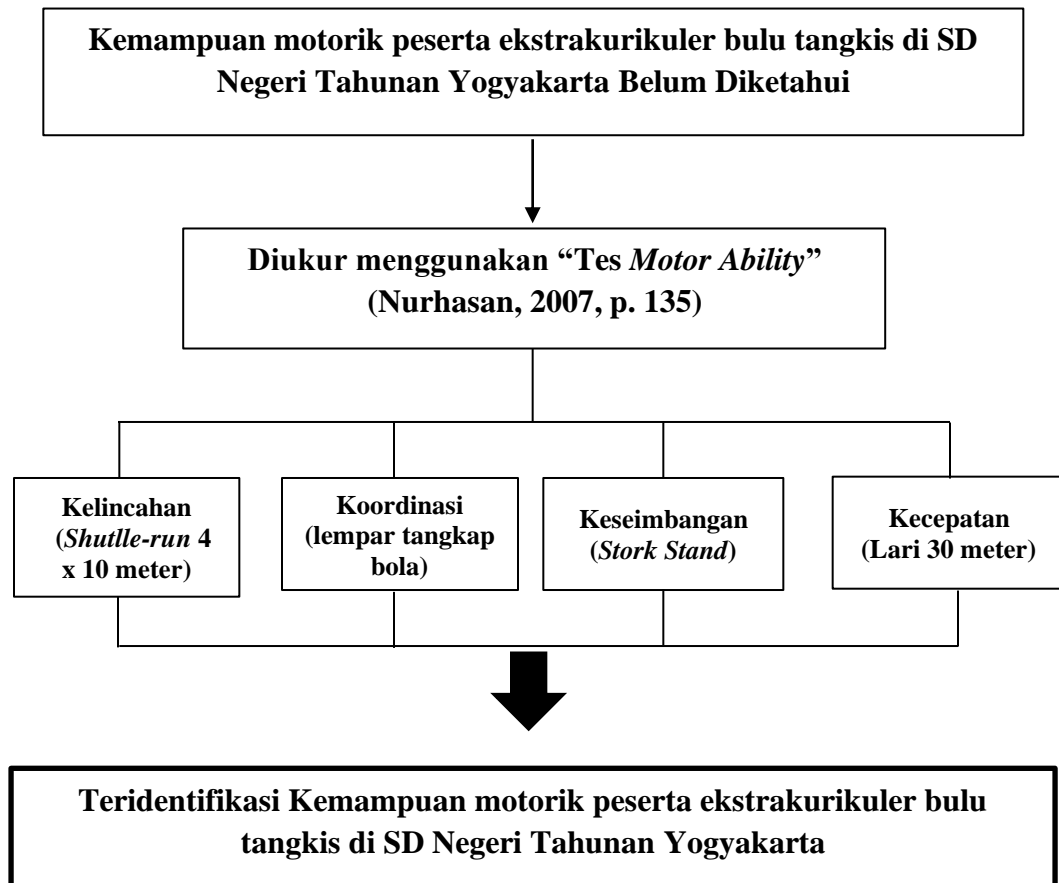 Kemampuan motorik peserta ekstrakurikuler bulu tangkis di SD
Negeri Tahunan Yogyakarta Belum Diketahui
Diukur menggunakan “Tes Motor Ability”
(Nurhasan, 2007, p. 135)
Kelincahan
(Shutlle-run 4
x 10 meter)
Koordinasi
(lempar tangkap
bola)
Keseimbangan
(Stork Stand)
Kecepatan
(Lari 30 meter)
Teridentifikasi Kemampuan motorik peserta ekstrakurikuler bulu
tangkis di SD Negeri Tahunan Yogyakarta